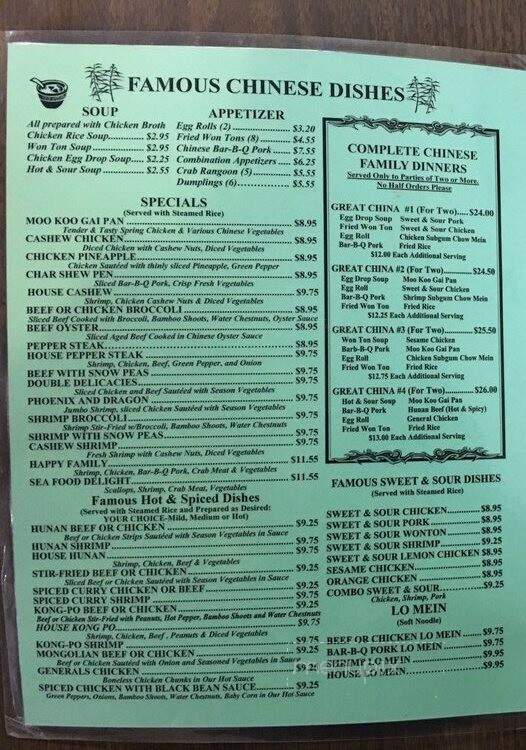 FAMOUS CHINESE DISHES
SOUP
All prepared with Chicken Broth
Chicken Rice Soup........ $2.95
Won Ton Soup............. $2.95
Chicken Egg Drop Soup..... $2.25
Hot & Sour Soup ........... $2.55
APPETIZER
Egg Rolls (2) ..................... $3.20
Fried Won Tons (8) ............ $4.55
Chinese Bar-B-Q Pork ....... $7.55
Combination Appetizers .... $6.25
Crab Rangoon (5)............... $5.55
Dumplings (6)..................... $5.55
SPECIALS
(Served with Steamed Rice)
MOO KOO GAI PAN ........ $8.95
Tender & Tasty Spring Chicken & Various Chinese Vegetables
CASHEW CHICKEN........ $8.95
Diced Chicken with Cashew Nuts, Diced Vegetables
CHICKEN PINEAPPLE........ $8.95
Chicken Sautéed with thinly sliced Pineapple, Green Pepper
CHAR SHEW PEN........ $8.95
Sliced Bar-B-Q Pork, Crisp Fresh Vegetables
HOUSE CASHEW........ $9.75
Shrimp, Chicken Cashew Nuts & Diced Vegetables
BEEF OR CHICKEN BROCCOLI ........ $8.95
Sliced Beef Cooked with Broccoli, Bamboo Shoots, Water Chestnuts, Oyster Sauce
BEEF OYSTER........ $8.95
Sliced Aged Beef Cooked in Chinese Oyster Sauce
PEPPER STEAK........ $8.95
HOUSE PEPPER STEAK ........ $9.75
Shrimp, Chicken, Beef, Green Pepper, and Onion
BEEF WITH SNOW PEAS ........ $9.75
DOUBLE DELICACIES........ $9.75
Sliced Chicken and Beef Sautéed with Season Vegetables
PHOENIX AND DRAGON ........ $9.75
Jumbo Shrimp, sliced Chicken Sautéed with Season Vegetables
SHRIMP BROCCOLI........ $9.75
Shrimp Stir-Fried w/Broccoli, Bamboo Shoots, Water Chestnuts
SHRIMP WITH SNOW PEAS........ $9.75
CASHEW SHRIMP........ $9.75
Fresh Shrimp with Cashew Nuts, Diced Vegetables
HAPPY FAMILY........ $11.55
Shrimp, Chicken, Bar-B-Q Pork, Crab Meat & Vegetables
SEA FOOD DELIGHT........ $11.55
Scallops, Shrimp, Crab Meat, Vegetables
Famous Hot & Spiced Dishes
(Served with Steamed Rice and Prepared as Desired:
YOUR CHOICE-Mild, Medium or Hot)
HUNAN BEEF OR CHICKEN........ $9.25
Beef or Chicken Strips Sautéed with Season Vegetables in Sauce
HUNAN SHRIMP........ $9.75
HOUSE HUNAN........ $9.75
Shrimp, Chicken, Beef & Vegetables
STIR-FRIED BEEF OR CHICKEN........ $9.25
Sliced Beef or Chicken Sautéed with Season Vegetables in Sauce
SPICED CURRY CHICKEN OR BEEF........ $9.25
SPICED CURRY SHRIMP........ $9.75
KONG-PO BEEF OR CHICKEN........ $9.25
Beef or Chicken Stir-Fried with Peanuts, Hot Pepper, Bamboo Shoots and Water Chestnuts
HOUSE KONG PO........ $9.75
Shrimp, Chicken, Beef , Peanuts & Diced Vegetables
KONG-PO SHRIMP ........ $9.75
MONGOLIAN BEEF OR CHICKEN........ $9.25
Beef or Chicken Sautéed with Onion and Seasoned Vegetables in Sauce
GENERALS CHICKEN ........ $9.25
Boneless Chicken Chunks in Our Hot Sauce
SPICED CHICKEN WITH BLACK BEAN SAUCE........ $9.25
Green Peppers, Onions, Bamboo Shoots, Water Chestnuts, Baby Corn in Our Hot Sauce
COMPLETE CHINESE
FAMILY DINNERS
Served Only to Parties of Two or More.
No Half Orders Please
GREAT CHINA #1 (For Two)...... $24.00
Egg Drop Soup Sweet & Sour Pork
Fried Won Ton Sweet & Sour Chicken
Egg Roll Chicken Subgum Chow Mein
Bar-B-Q Pork Fried Rice
$12.00 Each Additional Serving
GREAT CHINA #2 (For Two)........ $24.50
Egg Drop Soup Moo Koo Gai Pan
Egg Roll Sweet & Sour Chicken
Bar-B-Q Pork Shrimp Subgum Chow Mein
Fried Won Ton Fried Rice
$12.25 Each Additional Serving
GREAT CHINA #3 (For Two)........ $25.50
Won Ton Soup Sesame Chicken
Barb-B-Q Pork Moo Koo Gai Pan
Egg Roll Chicken Subgum Chow Mein
Fried Won Ton Fried Rice
$12.75 Each Additional Serving
GREAT CHINA #4 (For Two)........ $26.00
Hot & Sour Soup Moo Koo Gai Pan
Bar-B-Q Pork Hunan Beef (Hot & Spicy)
Egg Roll General Chicken
Fried Won Ton Fried Rice
$13.00 Each Additional Serving
FAMOUS SWEET & SOUR DISHES
(Served with Steamed Rice)
SWEET & SOUR CHICKEN........ $8.95
SWEET & SOUR PORK........ $8.95
SWEET & SOUR WONTON ........ $8.95
SWEET & SOUR SHRIMP........ $9.25
SWEET & SOUR LEMON CHICKEN $8.95
SESAME CHICKEN........ $8.95
ORANGE CHICKEN ........ $8.95
COMBO SWEET & SOUR........ $9.25
Chicken, Shrimp, Pork
LO MEIN
(Soft Noodle)
BEEF OR CHICKEN LO MEIN ........ $9.75
BAR-B-Q PORK LO MEIN........ $9.75
SHRIMP LO MEIN ........ $9.95
HOUSE LO MEIN........ $9.95